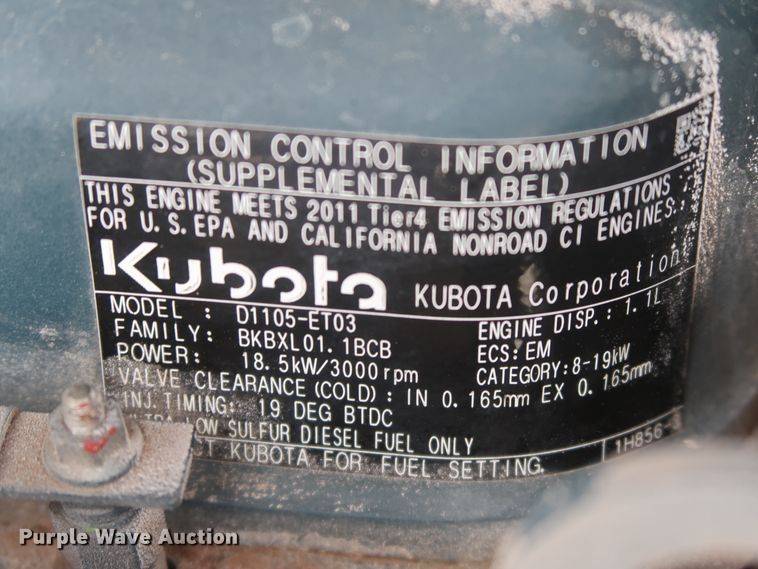 EMISSION CONTROL INFORMATION
(SUPPLEMENTAL LABEL)
THIS ENGINE MEETS 2011 Tier4 EMISSION REGULATIONS
FOR U.S.EPA AND CALIFORNIA NONROAD CI ENGINES.
Kubota KUBOTA Corporation
MODEL : D1105-ET03 ENGINE DISP.: 1.1L
FAMILY: BKBXL01.1BCB ECS: EM
POWER: 18.5kW/3000rpm CATEGORY:8-19kW
VALVE CLEARANCE(COLD): IN 0.165mm EX 0.165mm
INJ.TIMING: 19 DEG BTDC
LOW SULFUR DIESEL FUEL ONLY
KUBOTA FOR FUEL SETTING. 1H856-
Purple Wave Auction